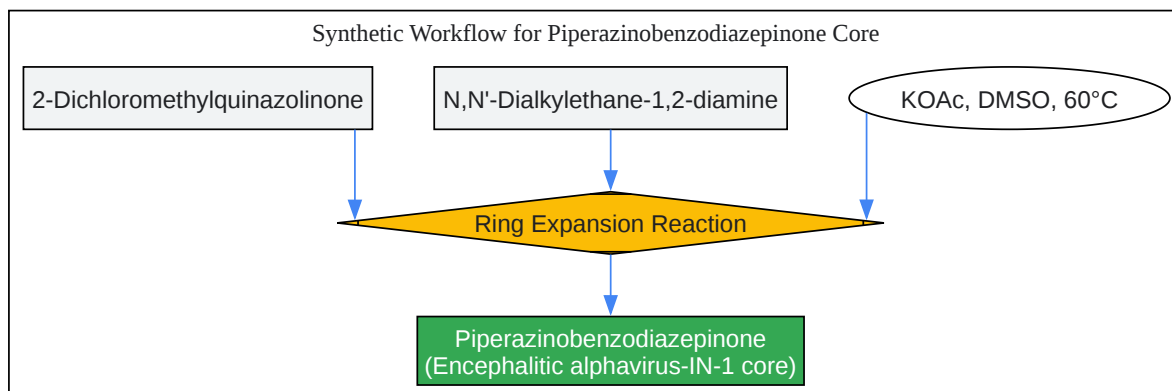 Synthetic Workflow for Piperazinobenzodiazepinone Core
2-Dichloromethylquinazolinone
N,N'-Dialkylethane-1,2-diamine
KOAc, DMSO, 60°C
Ring Expansion Reaction
Piperazinobenzodiazepinone
(Encephalitic alphavirus-IN-1 core)